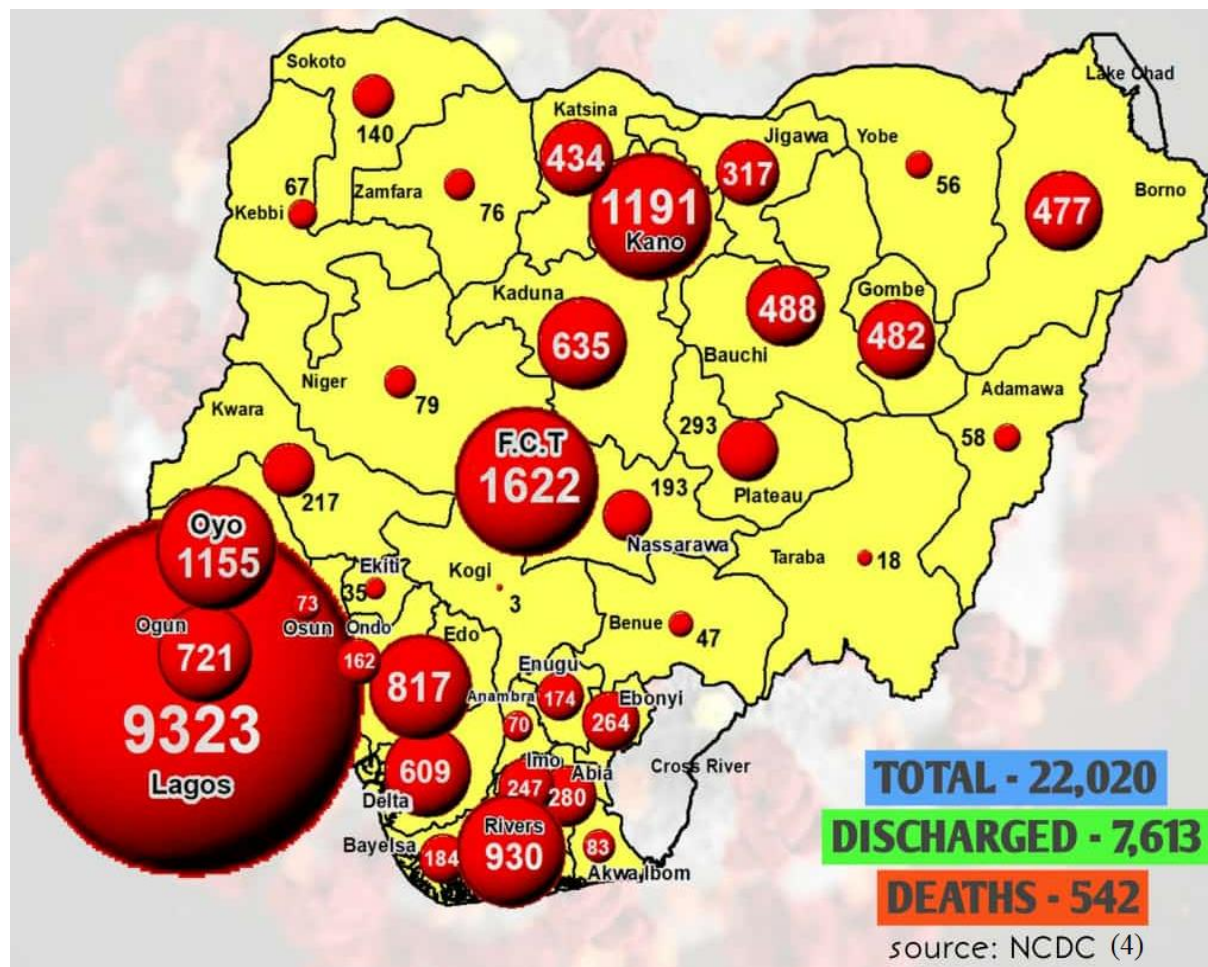 Sokoto
140
Katsina
434
Jigawa
317
Yobe
56
Lake Chad
Borno
477
67
Kebbi
Zamfara
76
1191
Kano
Kaduna
635
488
Bauchi
Gombe
482
Niger
79
Adamawa
58
Kwara
217
F.C.T
1622
293
Plateau
193
Nassarawa
Taraba
18
Oyo
1155
Ekiti
35
Kogi
3
Benue
47
73
Osun
Ogun
721
Ondo
162
Edo
817
Enugu
174
Anambra
70
Ebonyi
264
9323
Lagos
609
Delta
Imo
247
Abia
280
Cross River
Bayelsa
184
Rivers
930
83
Akwa Ibom
TOTAL - 22,020
DISCHARGED - 7,613
DEATHS - 542
source: NCDC (4)